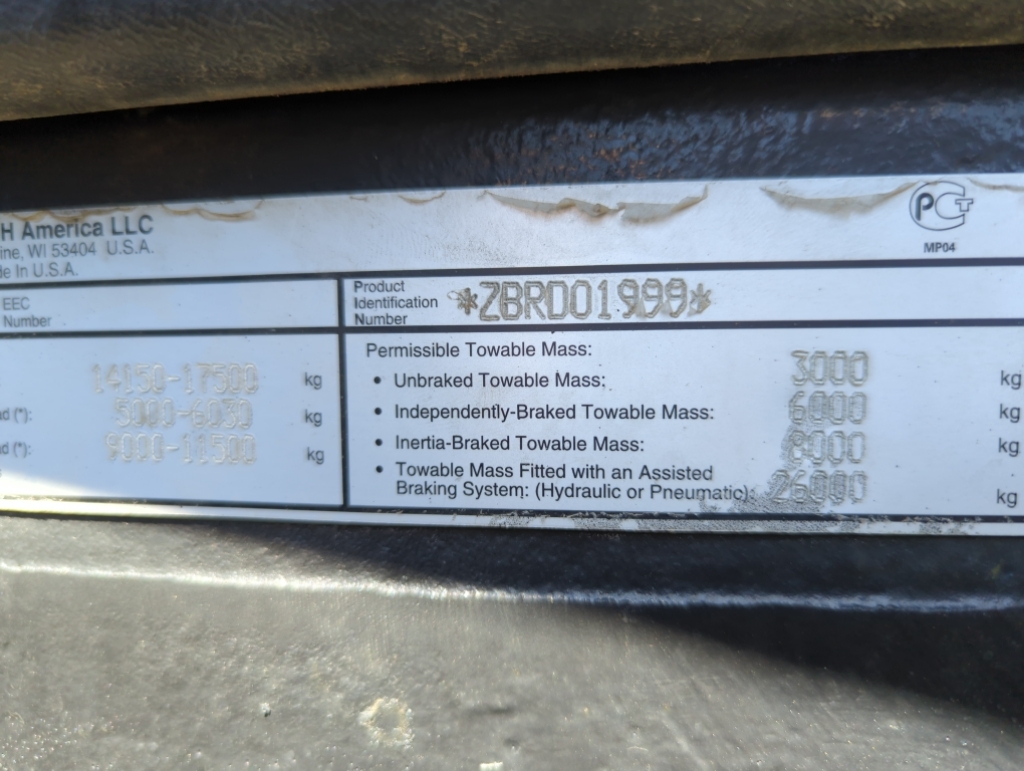 H America LLC
ine, WI 53404 U.S.A.
de In U.S.A.
PCT
MP04
EEC
Number
Product
Identification
Number
*ZBRD01999*
14150-17500 kg
ad (*): 5000-6030 kg
ad (*): 9000-11500 kg
Permissible Towable Mass:
• Unbraked Towable Mass: 3000 kg
• Independently-Braked Towable Mass: 6000 kg
• Inertia-Braked Towable Mass: 8000 kg
• Towable Mass Fitted with an Assisted
Braking System: (Hydraulic or Pneumatic): 26000 kg